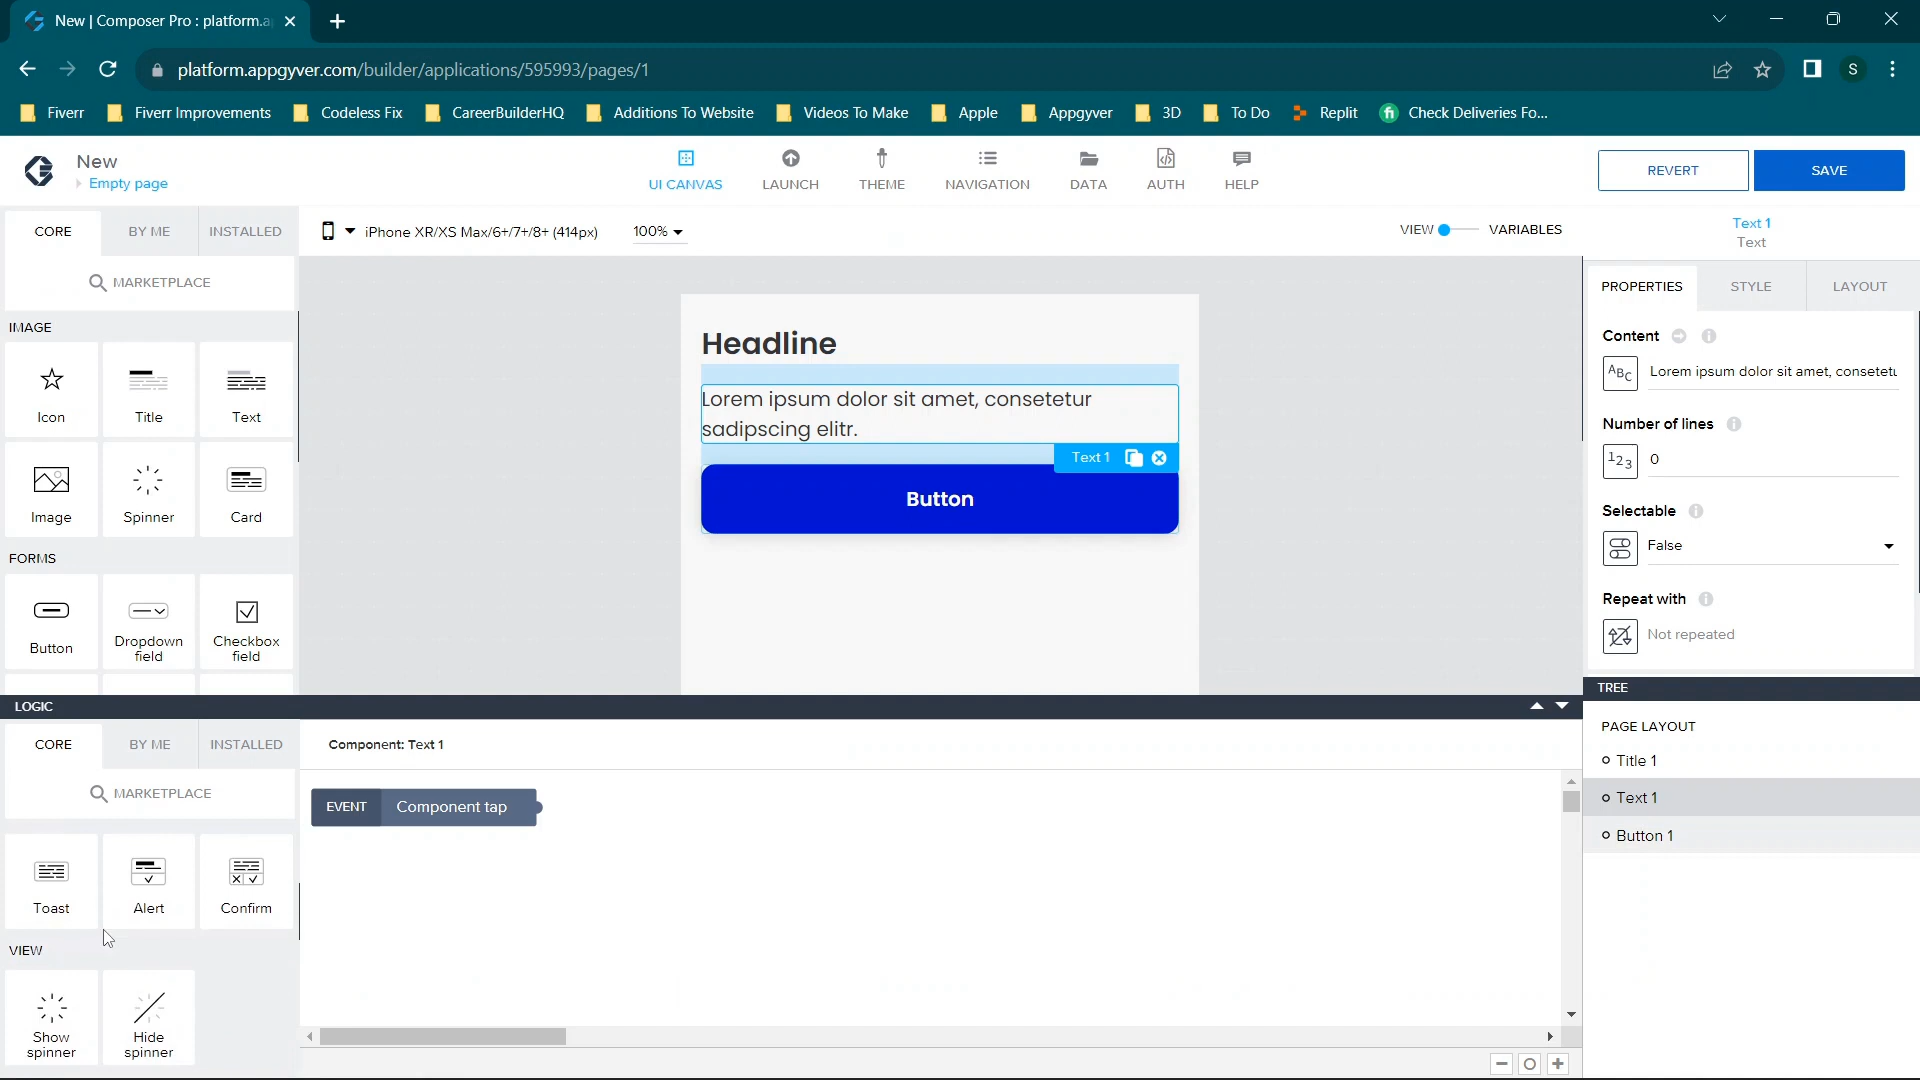 New | Composer Pro : platform.a
platform.appgyver.com/builder/applications/595993/pages/1
S
Fiverr
Fiverr Improvements
Codeless Fix
CareerBuilderHQ
Additions To Website
Videos To Make
Apple
Appgyver
3D
To Do
Replit
Check Deliveries Fo...
New
Empty page
UI CANVAS
LAUNCH
THEME
NAVIGATION
DATA
AUTH
HELP
REVERT
SAVE
CORE
BY ME
INSTALLED
iPhone XR/XS Max/6+/7+/8+ (414px)
100%
VIEW
VARIABLES
Text 1
Text
MARKETPLACE
PROPERTIES
STYLE
LAYOUT
IMAGE
Icon
Title
Text
Image
Spinner
Card
FORMS
Button
Dropdown
field
Checkbox
field
Headline
Lorem ipsum dolor sit amet, consetetur
sadipscing elitr.
Text 1
Button
Content
ABC
Lorem ipsum dolor sit amet, consetetu
Number of lines
123
0
Selectable
False
Repeat with
Not repeated
LOGIC
TREE
CORE
BY ME
INSTALLED
Component: Text 1
PAGE LAYOUT
Title 1
Text 1
Button 1
MARKETPLACE
EVENT
Component tap
Toast
Alert
Confirm
VIEW
Show
spinner
Hide
spinner